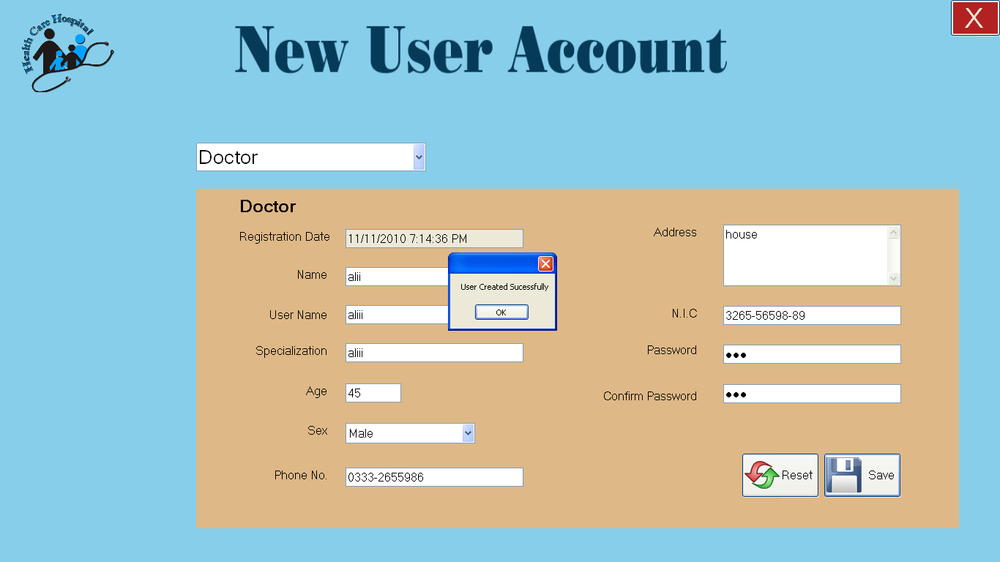 Health Care Hospital
New User Account
X
Doctor
Doctor
Registration Date 11/11/2010 7:14:36 PM
Name alii
User Name aliii
Specialization aliii
Age 45
Sex Male
Phone No. 0333-2655986
User Created Sucessfully
OK
Address house
N.I.C 3265-56598-89
Password ●●●
Confirm Password ●●●
Reset
Save